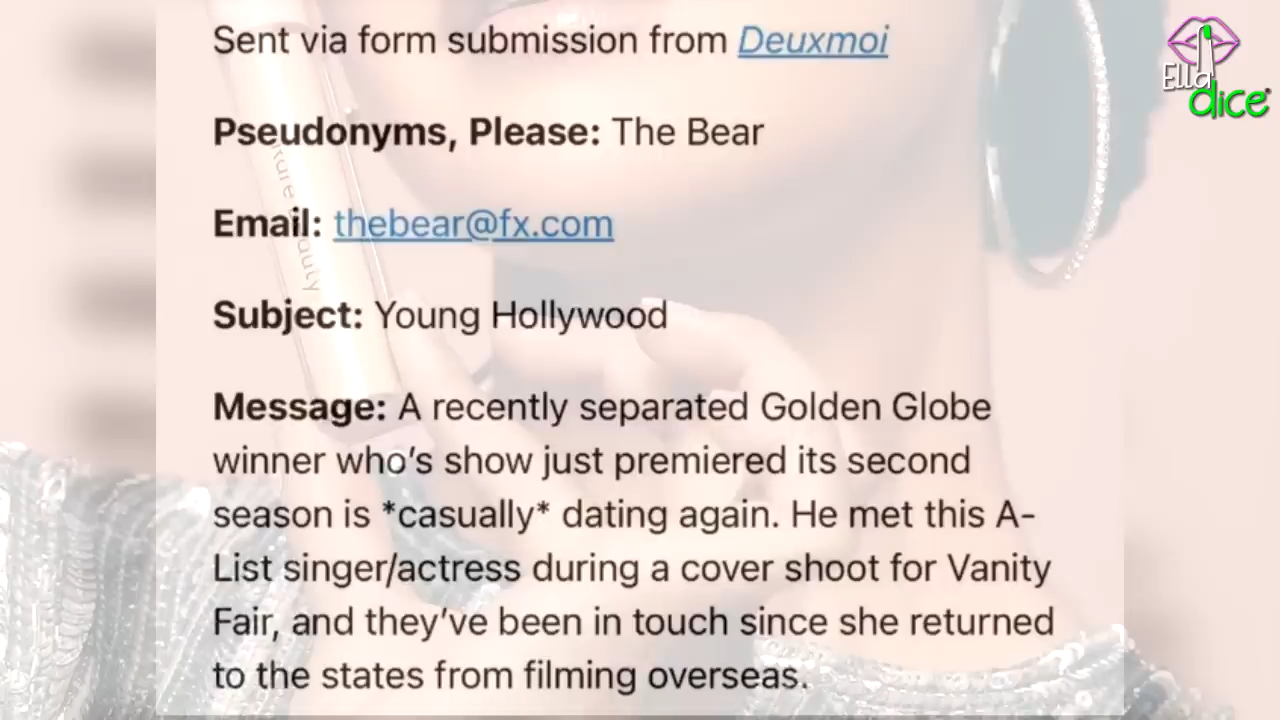 Sent via form submission from Deuxmoi
Ella
dice
Pseudonyms, Please: The Bear
Email: thebear@fx.com
Subject: Young Hollywood
Message: A recently separated Golden Globe
winner who's show just premiered its second
season is *casually* dating again. He met this A-
List singer/actress during a cover shoot for Vanity
Fair, and they've been in touch since she returned
to the states from filming overseas.